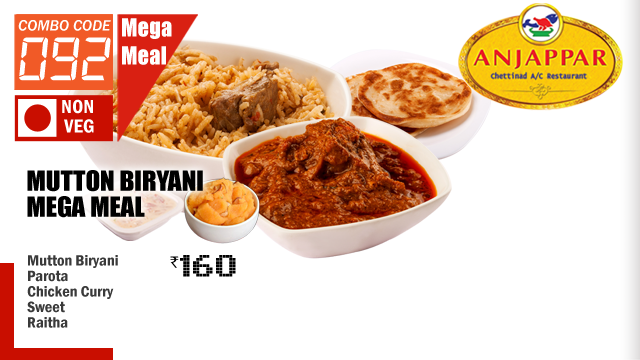 COMBO CODE
092
Mega
Meal
NON
VEG
ANJAPPAR
Chettinad A/C Restaurant
MUTTON BIRYANI
MEGA MEAL
₹160
Mutton Biryani
Parota
Chicken Curry
Sweet
Raitha